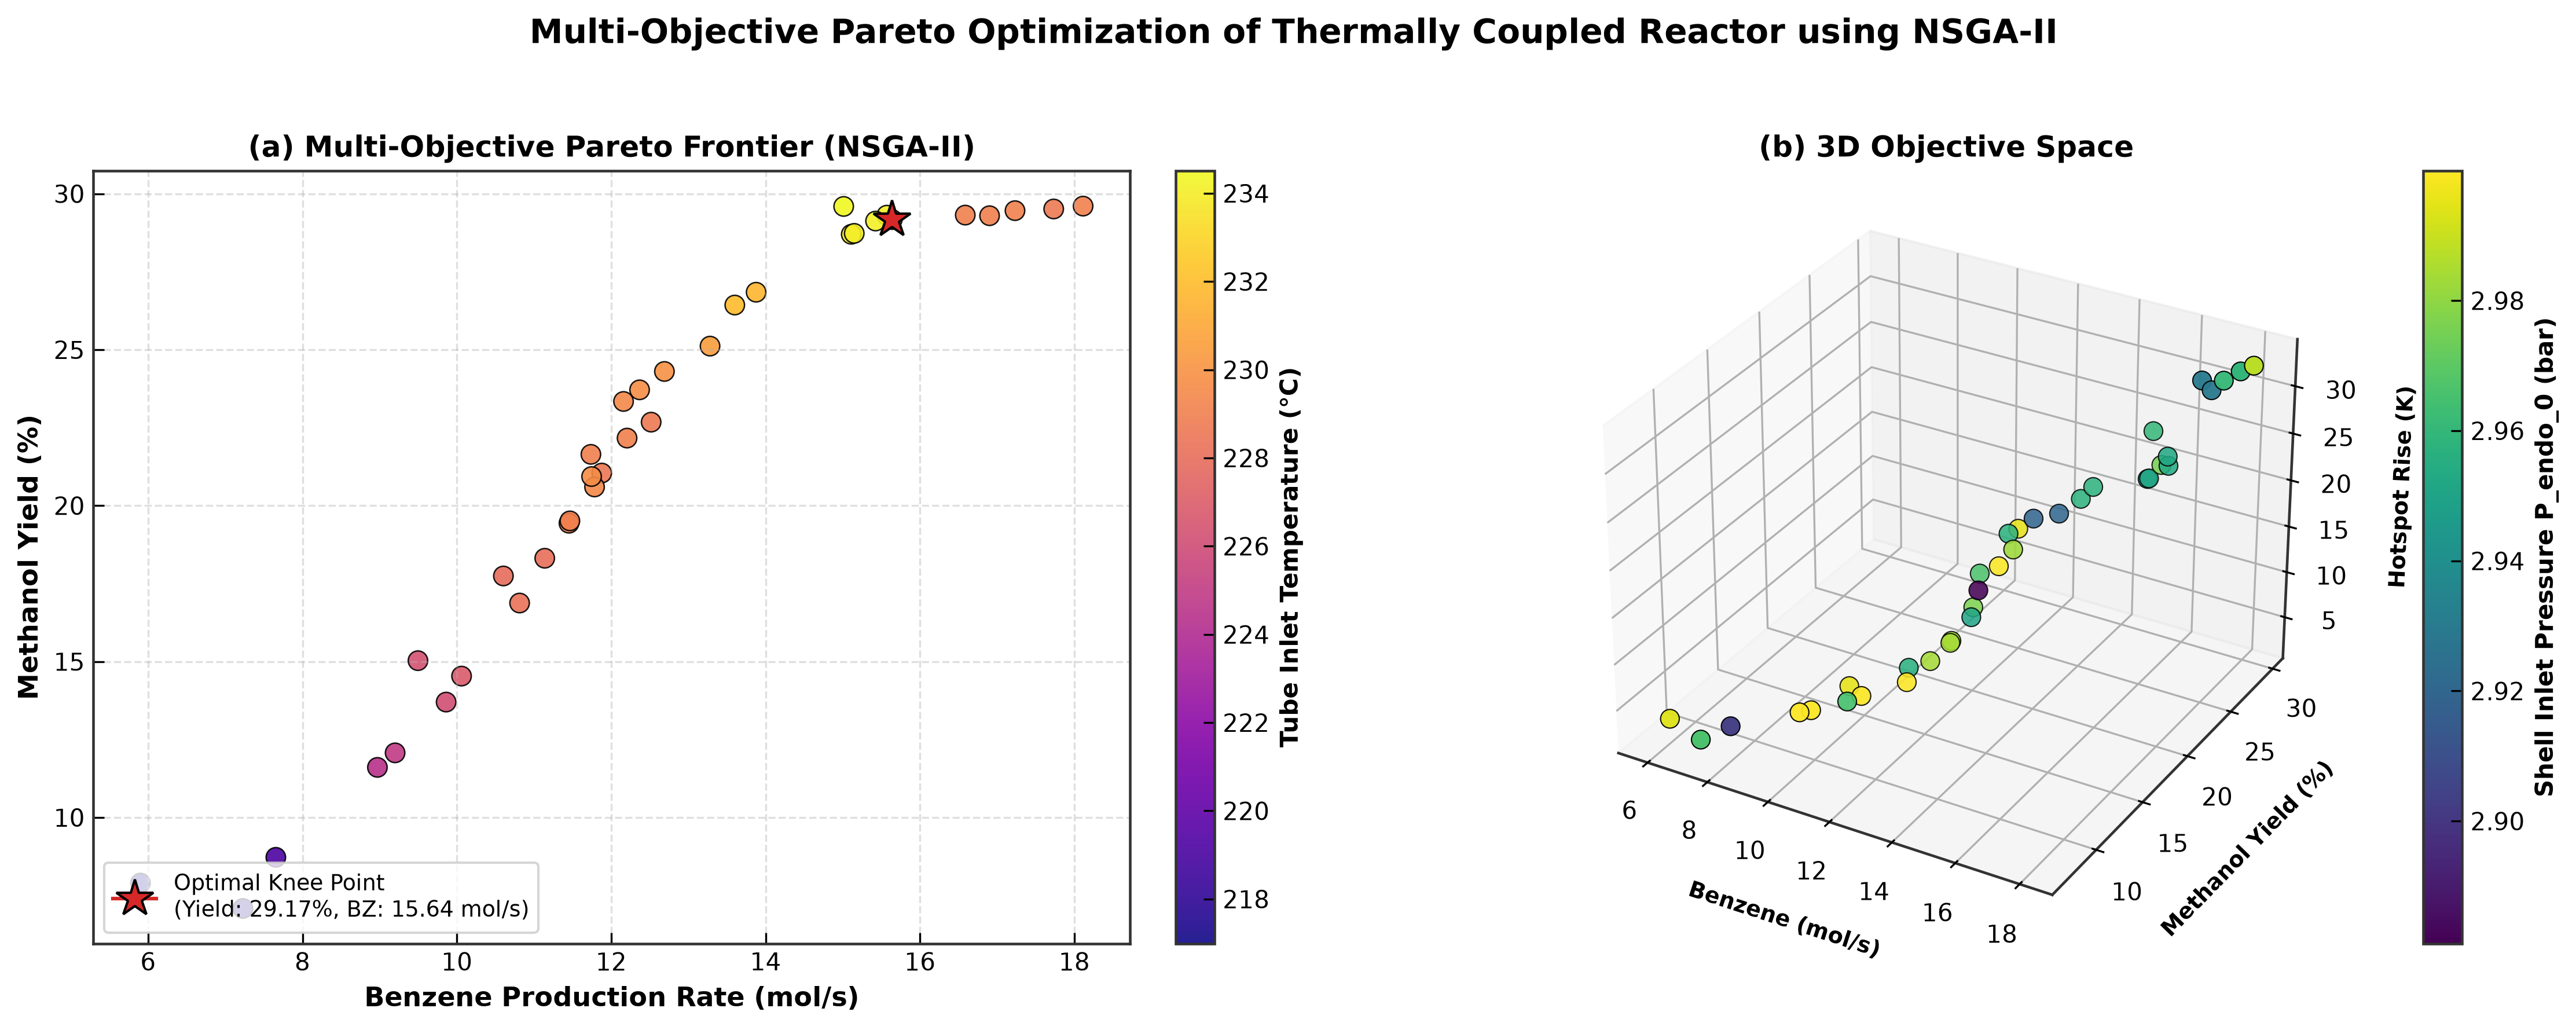 Multi-Objective Pareto Optimization of Thermally Coupled Reactor using NSGA-II
(a) Multi-Objective Pareto Frontier (NSGA-II)
30
25
20
15
10
Methanol Yield (%)
6 8 10 12 14 16 18
Benzene Production Rate (mol/s)
Optimal Knee Point
(Yield: 29.17%, BZ: 15.64 mol/s)
234
232
230
228
226
224
222
220
218
Tube Inlet Temperature (°C)
(b) 3D Objective Space
6 8 10 12 14 16 18
Benzene (mol/s)
10 15 20 25 30
Methanol Yield (%)
30
25
20
15
10
5
Hotspot Rise (K)
2.98
2.96
2.94
2.92
2.90
Shell Inlet Pressure P_endo_0 (bar)